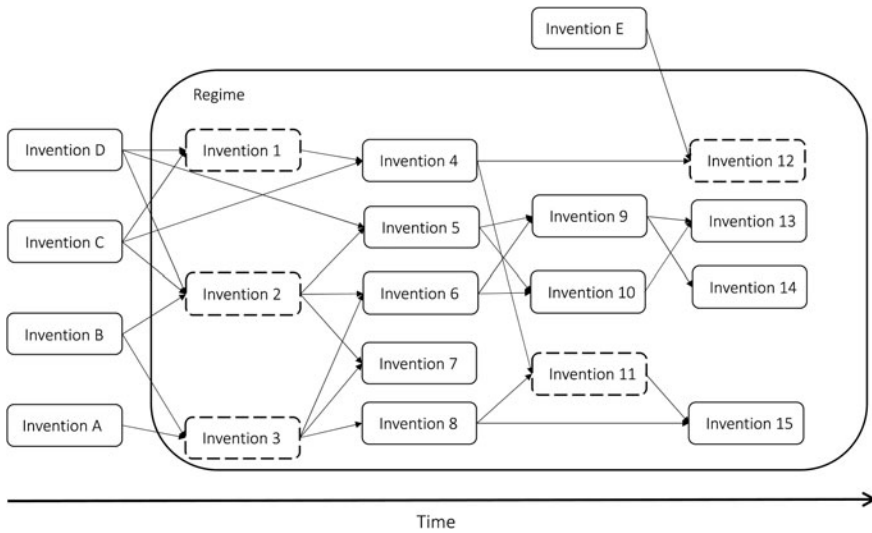 Invention E
Regime
Invention D
Invention 1
Invention 4
Invention 12
Invention C
Invention 5
Invention 9
Invention 13
Invention 2
Invention 6
Invention 10
Invention 14
Invention B
Invention 7
Invention 11
Invention A
Invention 3
Invention 8
Invention 15
Time